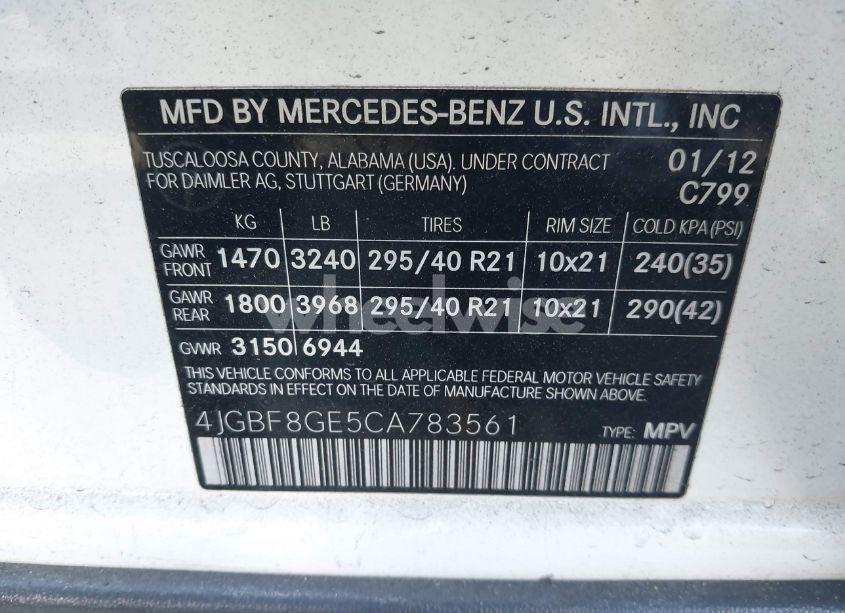 MFD BY MERCEDES-BENZ U.S. INTL., INC
TUSCALOOSA COUNTY, ALABAMA (USA). UNDER CONTRACT 01/12
FOR DAIMLER AG, STUTTGART (GERMANY) C799
KG LB TIRES RIM SIZE COLD KPA (PSI)
GAWR FRONT 1470 3240 295/40 R21 10x21 240(35)
GAWR REAR 1800 3968 295/40 R21 10x21 290(42)
wheelwise
GVWR 3150 6944
THIS VEHICLE CONFORMS TO ALL APPLICABLE FEDERAL MOTOR VEHICLE SAFETY
STANDARDS IN EFFECT ON THE DATE OF MANUFACTURE SHOWN ABOVE.
4JGBF8GE5CA783561 TYPE: MPV